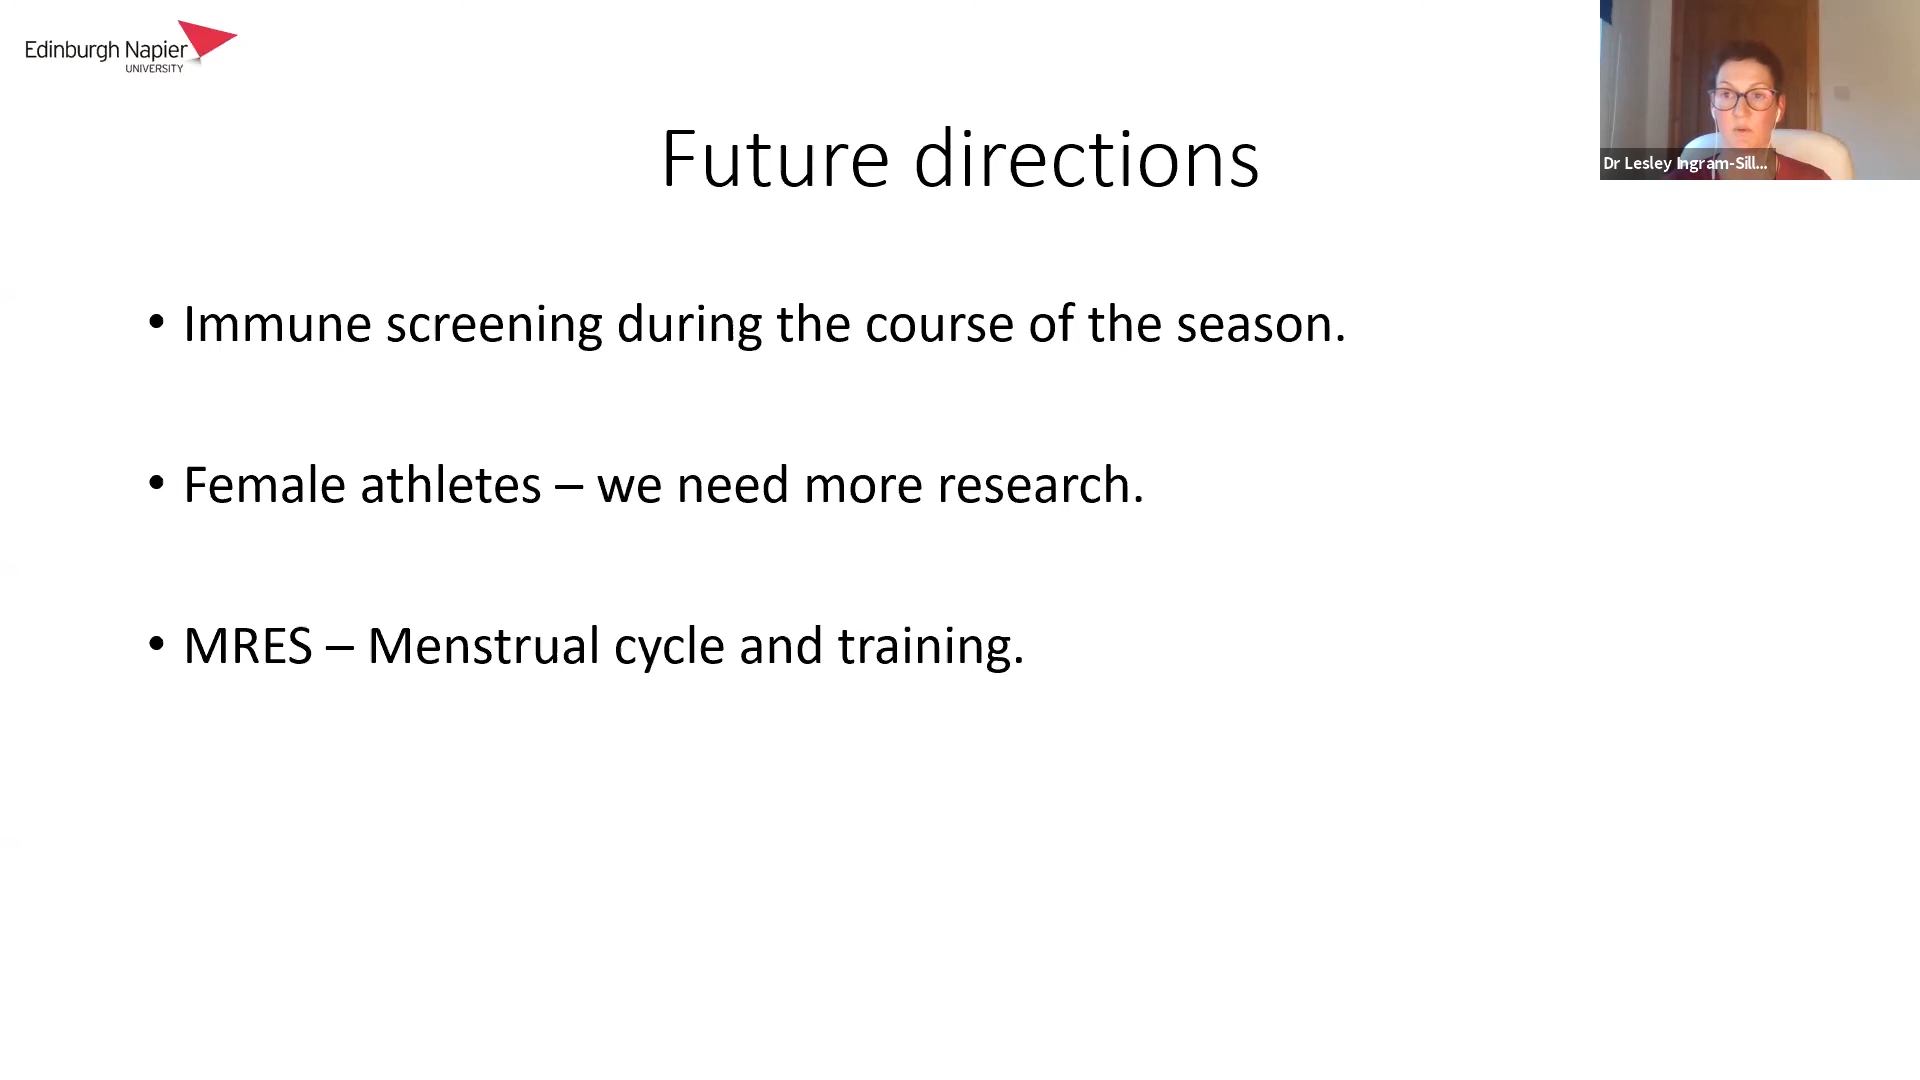 Edinburgh Napier
UNIVERSITY
Dr Lesley Ingram-Sill...
Future directions
• Immune screening during the course of the season.
• Female athletes – we need more research.
• MRES – Menstrual cycle and training.